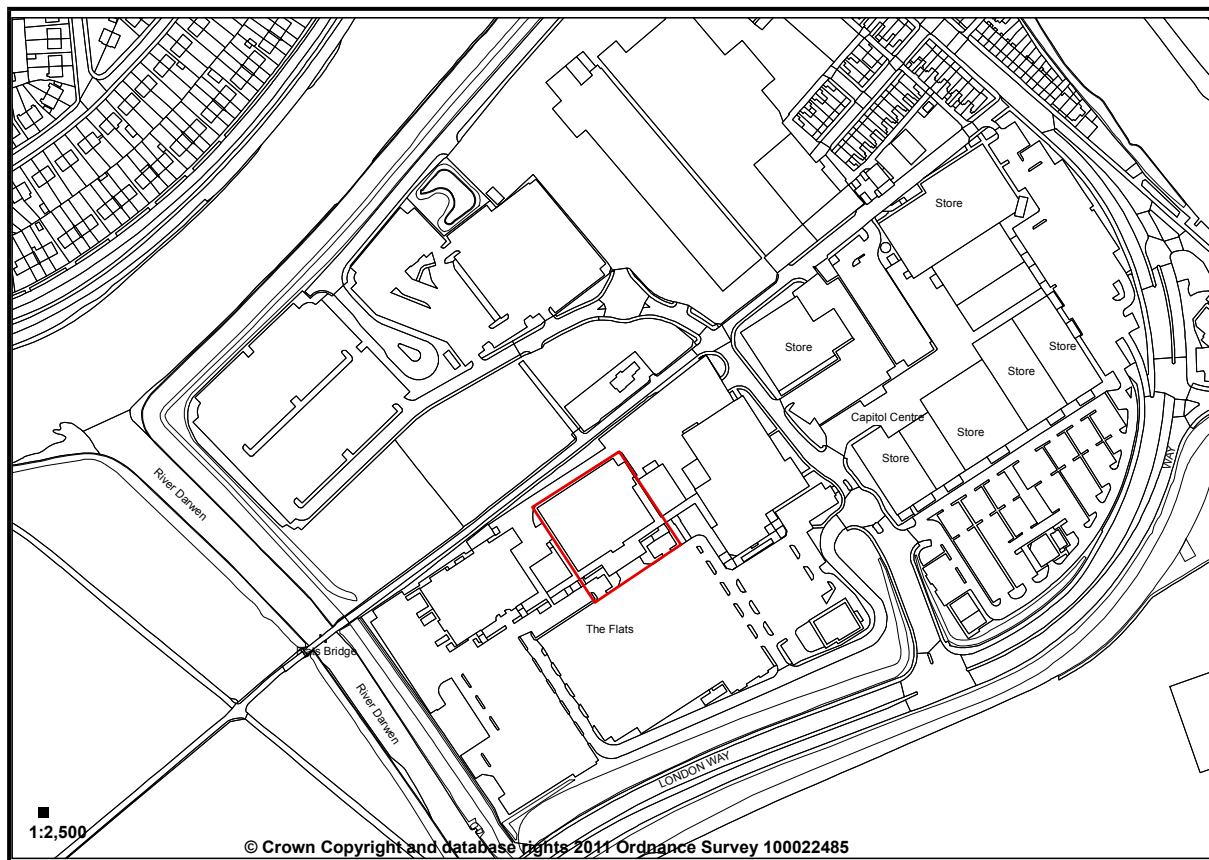 Store
Store
Store
Store
Capitol Centre
Store
Store
WAY
River Darwen
The Flats
Flats Bridge
River Darwen
LONDON WAY
1:2,500
© Crown Copyright and database rights 2011 Ordnance Survey 100022485